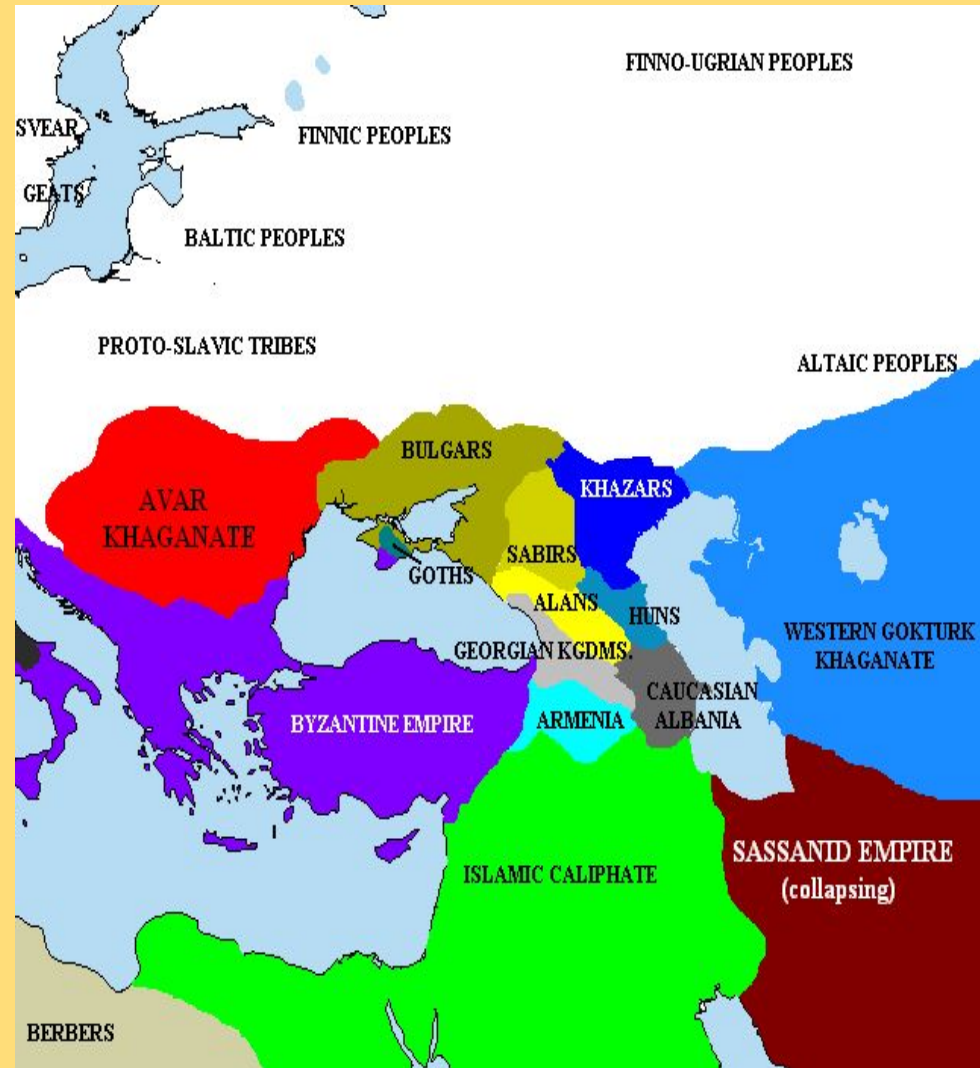 FINNO-UGRIAN PEOPLES
SVEAR
FINNIC PEOPLES
GEATS
BALTIC PEOPLES
PROTO-SLAVIC TRIBES
ALTAIC PEOPLES
BULGARS
AVAR
KHAGANATE
KHAZARS
SABIRS
GOTHS
ALANS
HUNS
WESTERN GOKTURK
KHAGANATE
GEORGIAN KGDMS.
CAUCASIAN
ALBANIA
BYZANTINE EMPIRE
ARMENIA
SASSANID EMPIRE
(collapsing)
ISLAMIC CALIPHATE
BERBERS